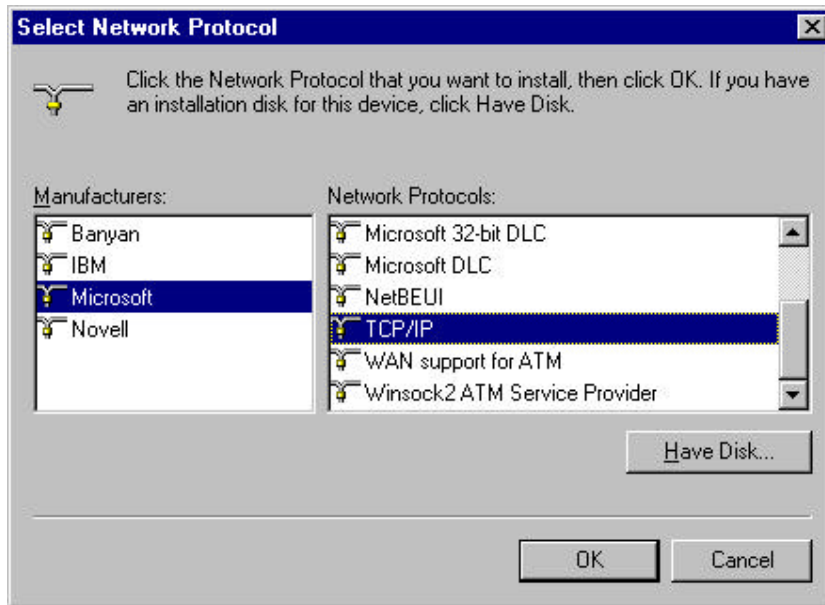 Select Network Protocol
Click the Network Protocol that you want to install, then click OK. If you have
an installation disk for this device, click Have Disk.
Manufacturers:
Banyan
IBM
Microsoft
Novell
Network Protocols:
Microsoft 32-bit DLC
Microsoft DLC
NetBEUI
TCP/IP
WAN support for ATM
Winsock2 ATM Service Provider
Have Disk...
OK
Cancel